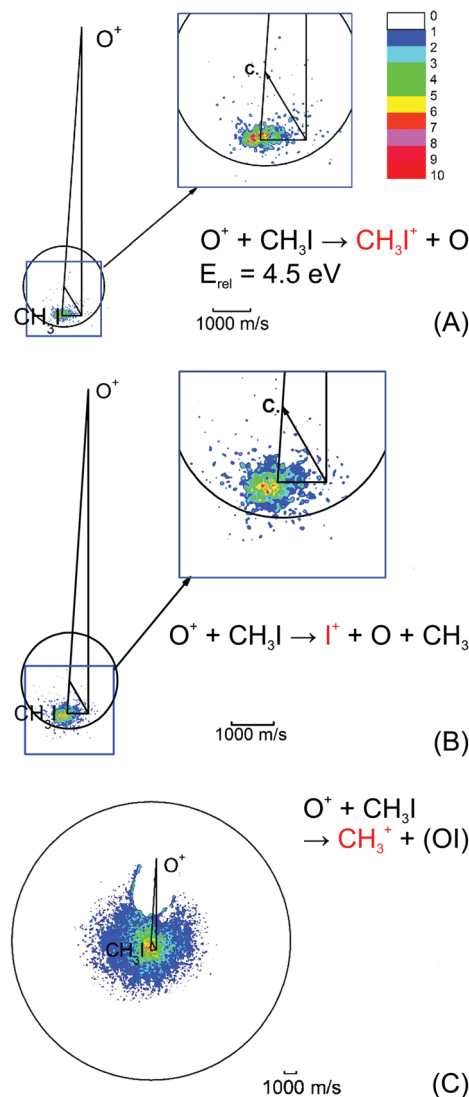 O⁺
c.
0
1
2
3
4
5
6
7
8
9
10
O⁺ + CH₃I → CH₃I⁺ + O
E_rel = 4.5 eV
CH₃I
1000 m/s
(A)
O⁺
c.
O⁺ + CH₃I → I⁺ + O + CH₃
CH₃I
1000 m/s
(B)
O⁺ + CH₃I
→ CH₃⁺ + (OI)
O⁺
CH₃I
1000 m/s
(C)